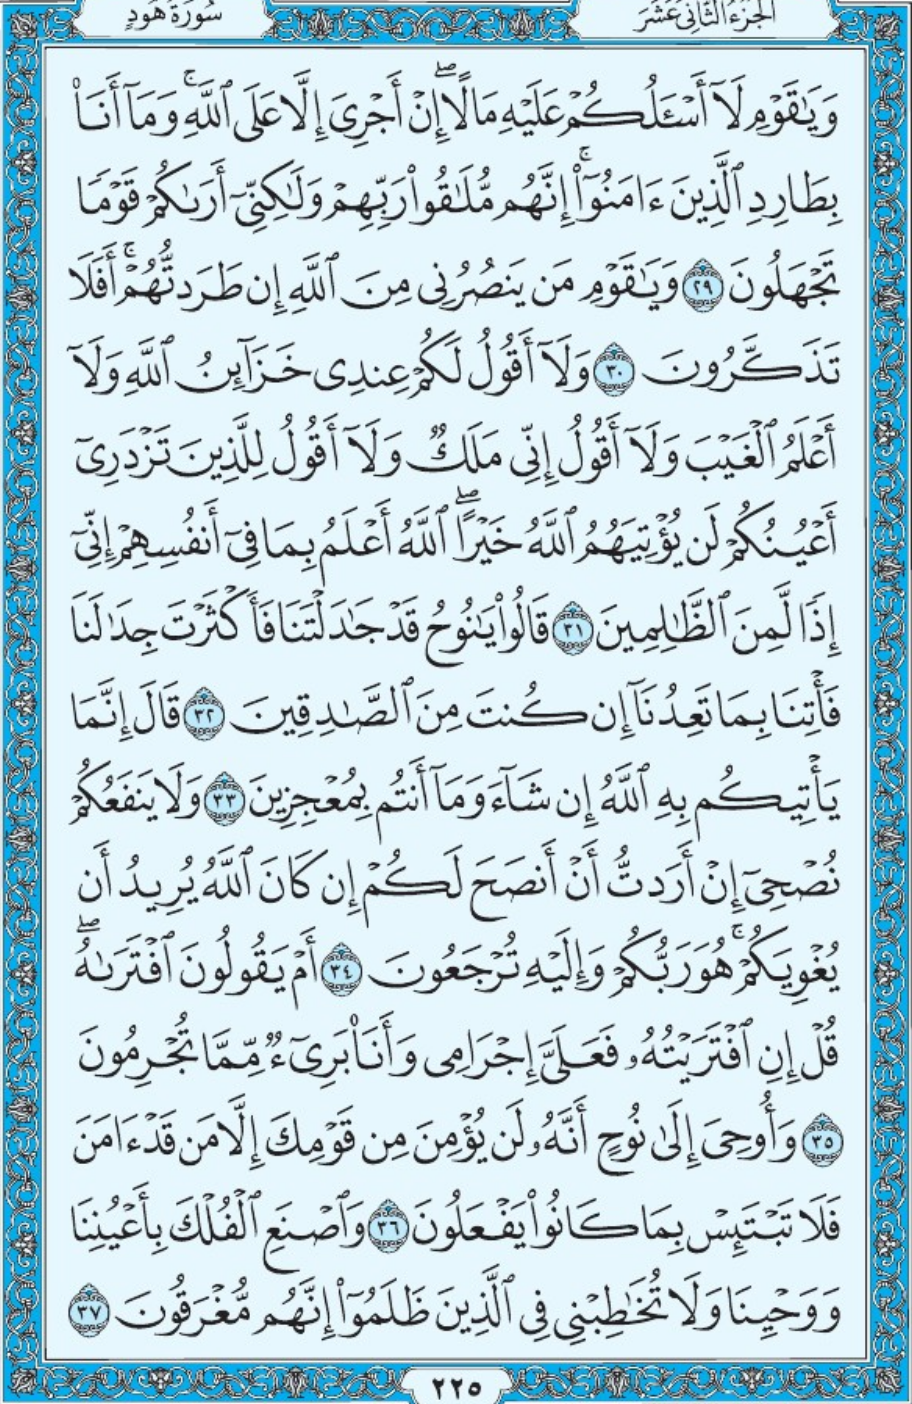 الجزء الثاني عشر
سورة هود
وَيَٰقَوْمِ لَآ أَسْـَٔلُكُمْ عَلَيْهِ مَالًا ۖ إِنْ أَجْرِىَ إِلَّا عَلَى ٱللَّهِ ۚ وَمَآ أَنَا۠
بِطَارِدِ ٱلَّذِينَ ءَامَنُوٓا۟ ۚ إِنَّهُم مُّلَٰقُوا۟ رَبِّهِمْ وَلَٰكِنِّىٓ أَرَىٰكُمْ قَوْمًا
تَجْهَلُونَ ٢٩ وَيَٰقَوْمِ مَن يَنصُرُنِى مِنَ ٱللَّهِ إِن طَرَدتُّهُمْ ۚ أَفَلَا
تَذَكَّرُونَ ٣٠ وَلَآ أَقُولُ لَكُمْ عِندِى خَزَآئِنُ ٱللَّهِ وَلَآ
أَعْلَمُ ٱلْغَيْبَ وَلَآ أَقُولُ إِنِّى مَلَكٌ وَلَآ أَقُولُ لِلَّذِينَ تَزْدَرِىٓ
أَعْيُنُكُمْ لَن يُؤْتِيَهُمُ ٱللَّهُ خَيْرًا ۖ ٱللَّهُ أَعْلَمُ بِمَا فِىٓ أَنفُسِهِمْ إِنِّىٓ
إِذًا لَّمِنَ ٱلظَّٰلِمِينَ ٣١ قَالُوا۟ يَٰنُوحُ قَدْ جَٰدَلْتَنَا فَأَكْثَرْتَ جِدَٰلَنَا
فَأْتِنَا بِمَا تَعِدُنَآ إِن كُنتَ مِنَ ٱلصَّٰدِقِينَ ٣٢ قَالَ إِنَّمَا
يَأْتِيكُم بِهِ ٱللَّهُ إِن شَآءَ وَمَآ أَنتُم بِمُعْجِزِينَ ٣٣ وَلَا يَنفَعُكُمْ
نُصْحِىٓ إِنْ أَرَدتُّ أَنْ أَنصَحَ لَكُمْ إِن كَانَ ٱللَّهُ يُرِيدُ أَن
يُغْوِيَكُمْ ۚ هُوَ رَبُّكُمْ وَإِلَيْهِ تُرْجَعُونَ ٣٤ أَمْ يَقُولُونَ ٱفْتَرَىٰهُ ۖ
قُلْ إِنِ ٱفْتَرَيْتُهُۥ فَعَلَىَّ إِجْرَامِى وَأَنَا۠ بَرِىٓءٌ مِّمَّا تُجْرِمُونَ
٣٥ وَأُوحِىَ إِلَىٰ نُوحٍ أَنَّهُۥ لَن يُؤْمِنَ مِن قَوْمِكَ إِلَّا مَن قَدْ ءَامَنَ
فَلَا تَبْتَئِسْ بِمَا كَانُوا۟ يَفْعَلُونَ ٣٦ وَٱصْنَعِ ٱلْفُلْكَ بِأَعْيُنِنَا
وَوَحْيِنَا وَلَا تُخَٰطِبْنِى فِى ٱلَّذِينَ ظَلَمُوٓا۟ إِنَّهُم مُّغْرَقُونَ ٣٧
٢٢٥